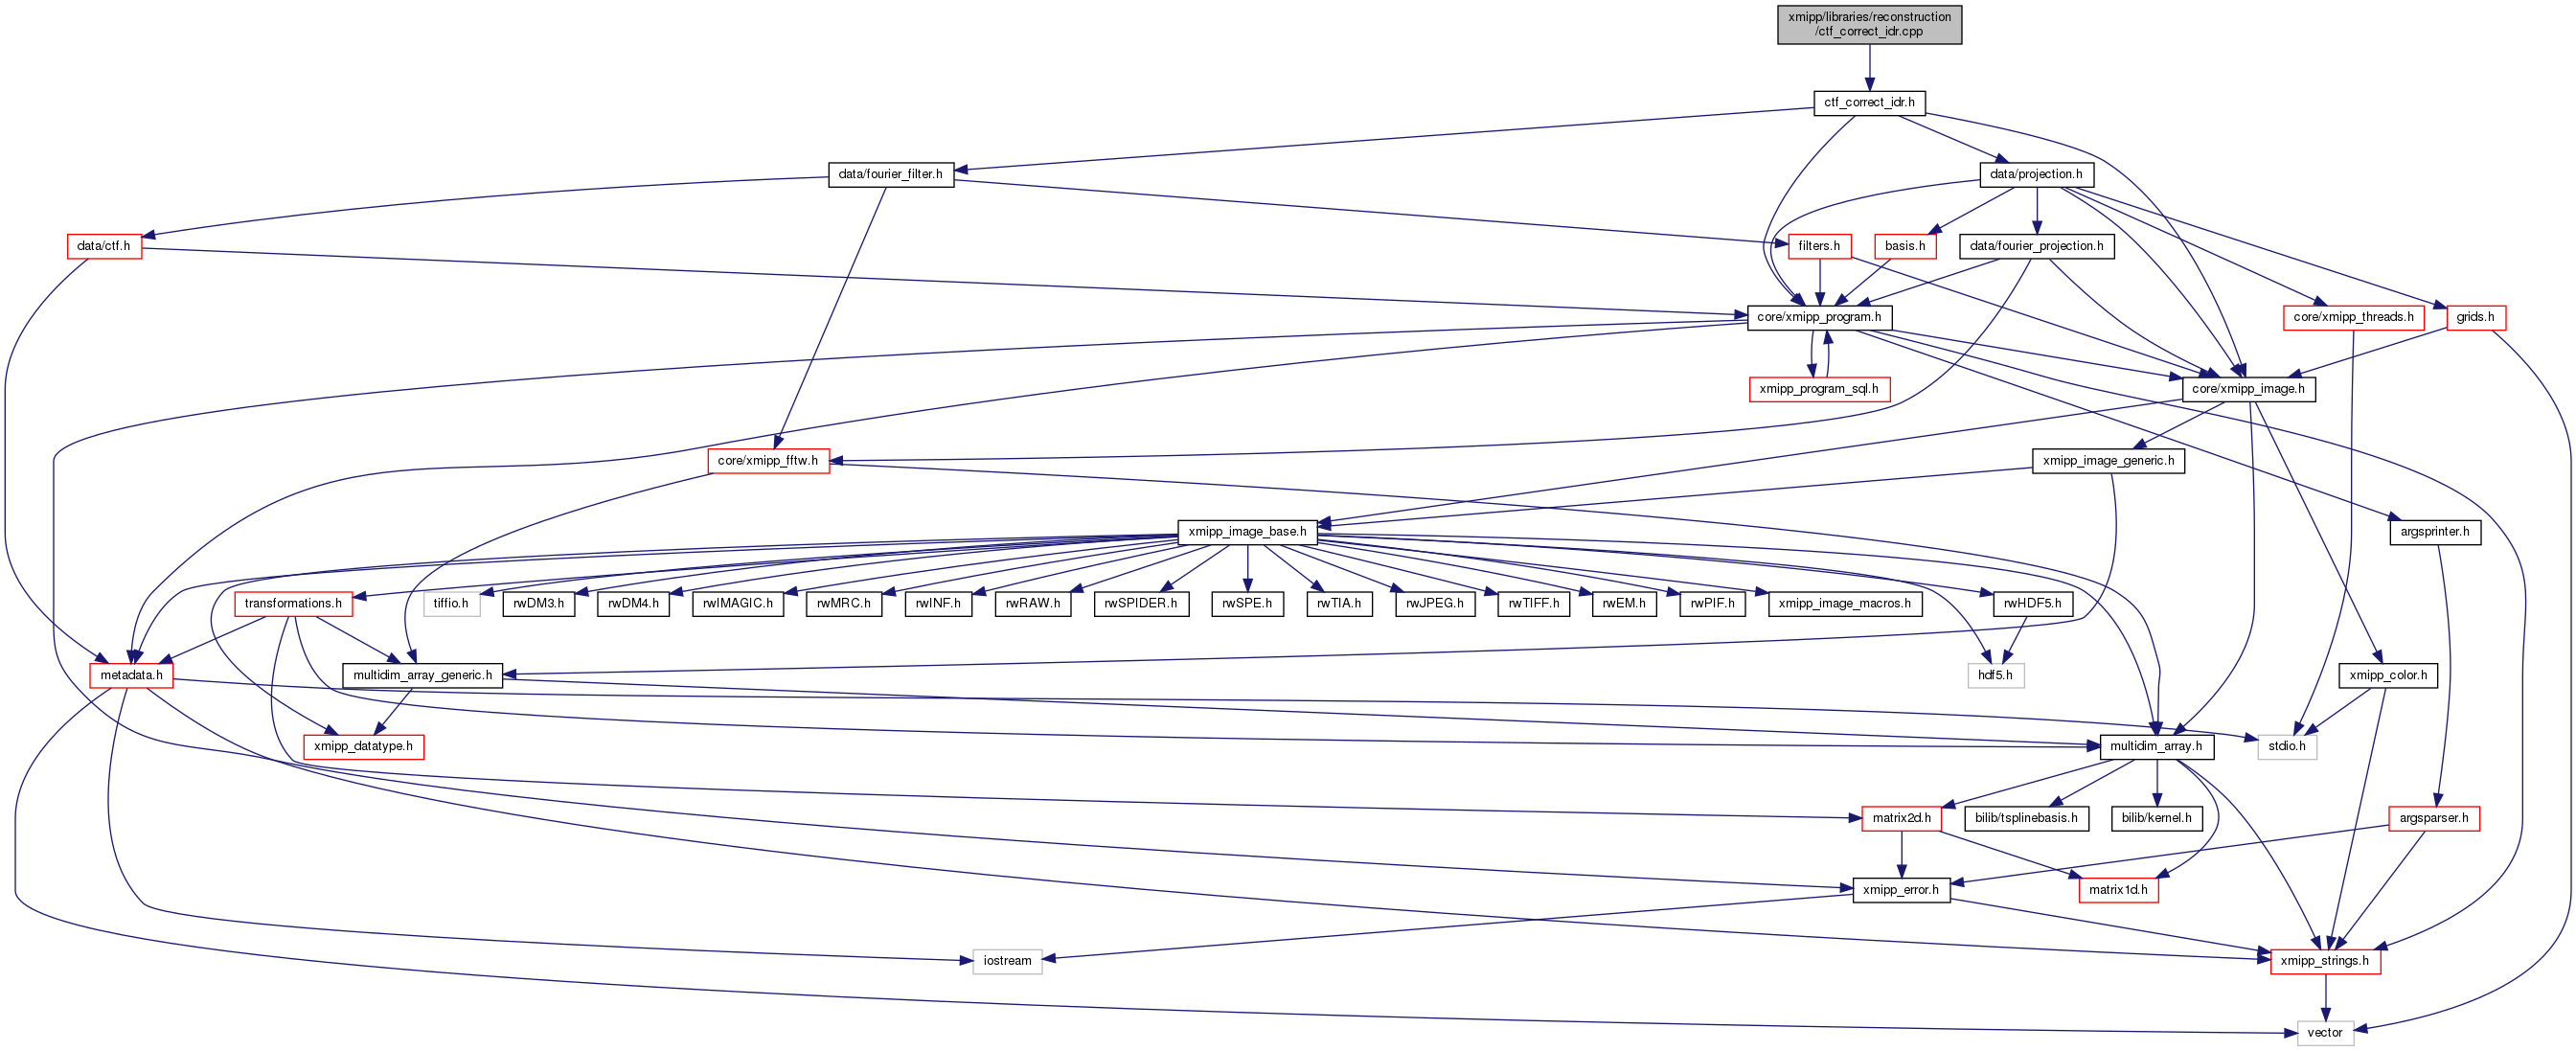 xmipp/libraries/reconstruction
/ctf_correct_idr.cpp
ctf_correct_idr.h
data/fourier_filter.h
data/projection.h
data/ctf.h
filters.h
basis.h
data/fourier_projection.h
core/xmipp_program.h
core/xmipp_threads.h
grids.h
xmipp_program_sql.h
core/xmipp_image.h
core/xmipp_fftw.h
xmipp_image_generic.h
xmipp_image_base.h
argsprinter.h
transformations.h
tiffio.h
rwDM3.h
rwDM4.h
rwIMAGIC.h
rwMRC.h
rwINF.h
rwRAW.h
rwSPIDER.h
rwSPE.h
rwTIA.h
rwJPEG.h
rwTIFF.h
rwEM.h
rwPIF.h
xmipp_image_macros.h
rwHDF5.h
metadata.h
multidim_array_generic.h
hdf5.h
xmipp_color.h
xmipp_datatype.h
multidim_array.h
stdio.h
matrix2d.h
bilib/tsplinebasis.h
bilib/kernel.h
argsparser.h
xmipp_error.h
matrix1d.h
iostream
xmipp_strings.h
vector